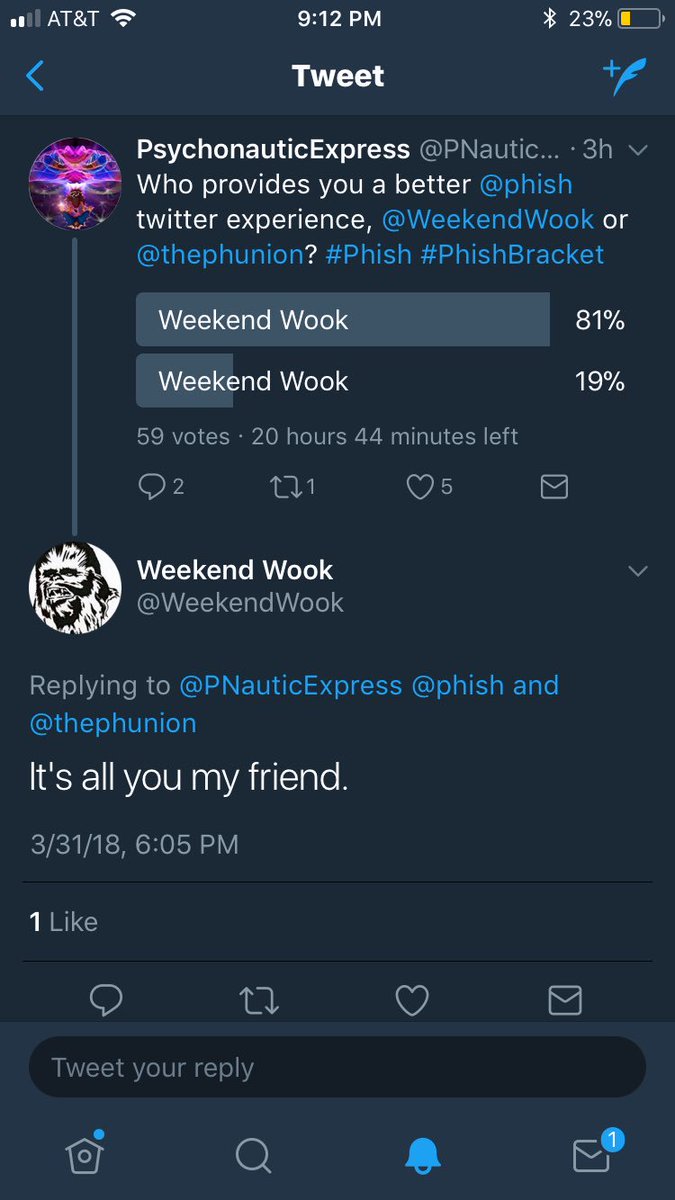 AT&T 9:12 PM 23%
Tweet
PsychonauticExpress @PNautic... · 3h
Who provides you a better @phish
twitter experience, @WeekendWook or
@thephunion? #Phish #PhishBracket
Weekend Wook 81%
Weekend Wook 19%
59 votes · 20 hours 44 minutes left
2 1 5
Weekend Wook
@WeekendWook
Replying to @PNauticExpress @phish and
@thephunion
It's all you my friend.
3/31/18, 6:05 PM
1 Like
Tweet your reply
1